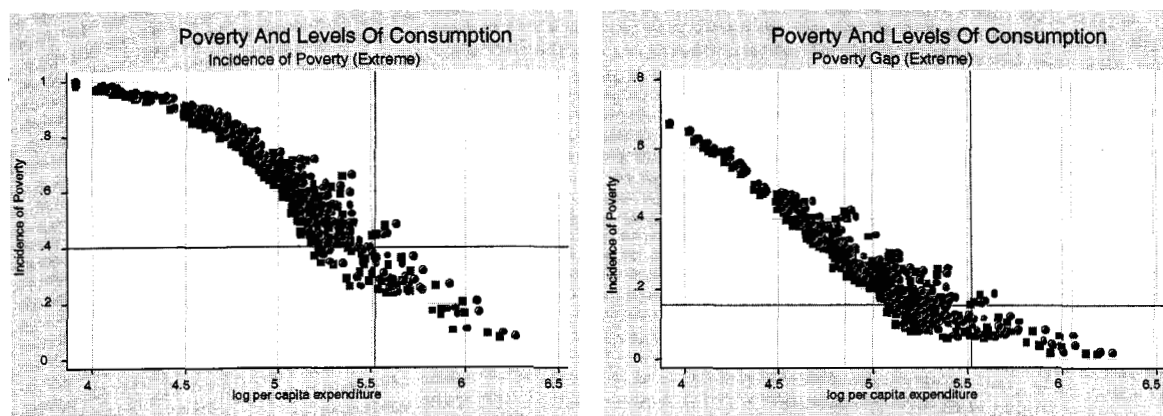 Poverty And Levels Of Consumption
Incidence of Poverty (Extreme)
1
.8
.6
.4
.2
0
Incidence of Poverty
4
4.5
5
5.5
6
6.5
log per capita expenditure
Poverty And Levels Of Consumption
Poverty Gap (Extreme)
.8
.6
.4
.2
0
Incidence of Poverty
4
4.5
5
5.5
6
6.5
log per capita expenditure